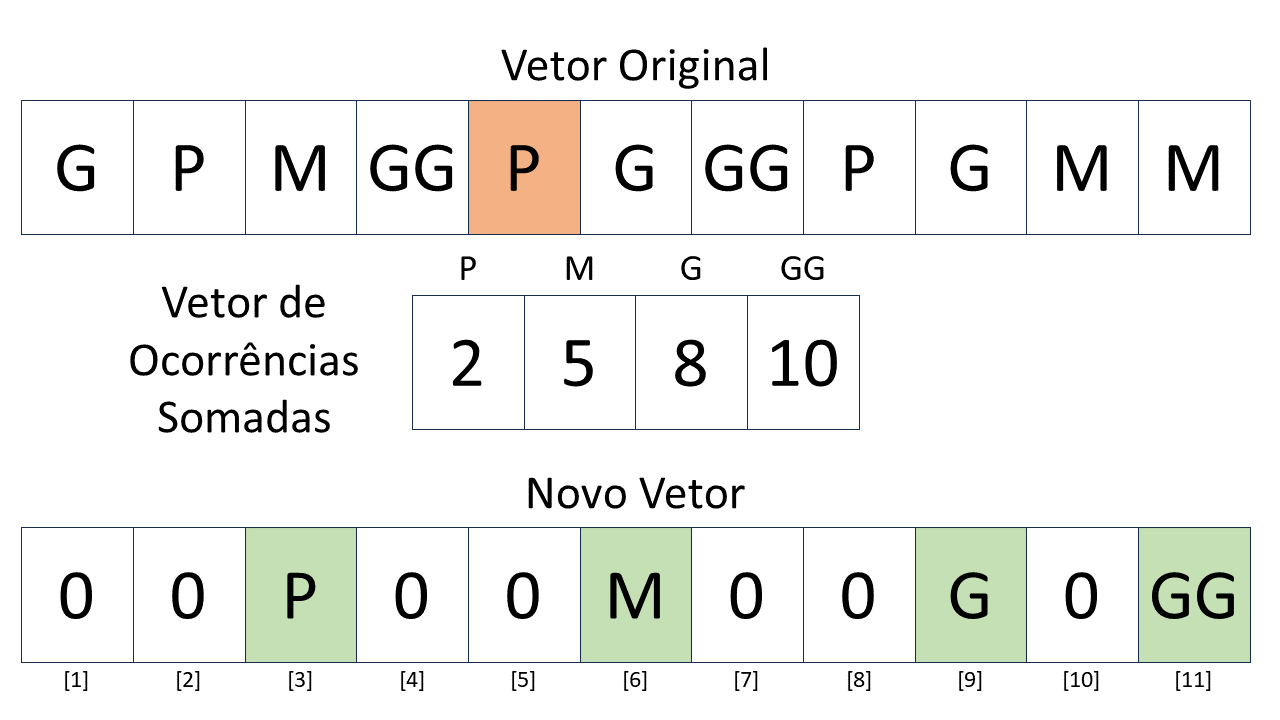 Vetor Original
G P M GG P G GG P G M M
P M G GG
Vetor de
Ocorrências
Somadas
2 5 8 10
Novo Vetor
0 0 P 0 0 M 0 0 G 0 GG
[1] [2] [3] [4] [5] [6] [7] [8] [9] [10] [11]